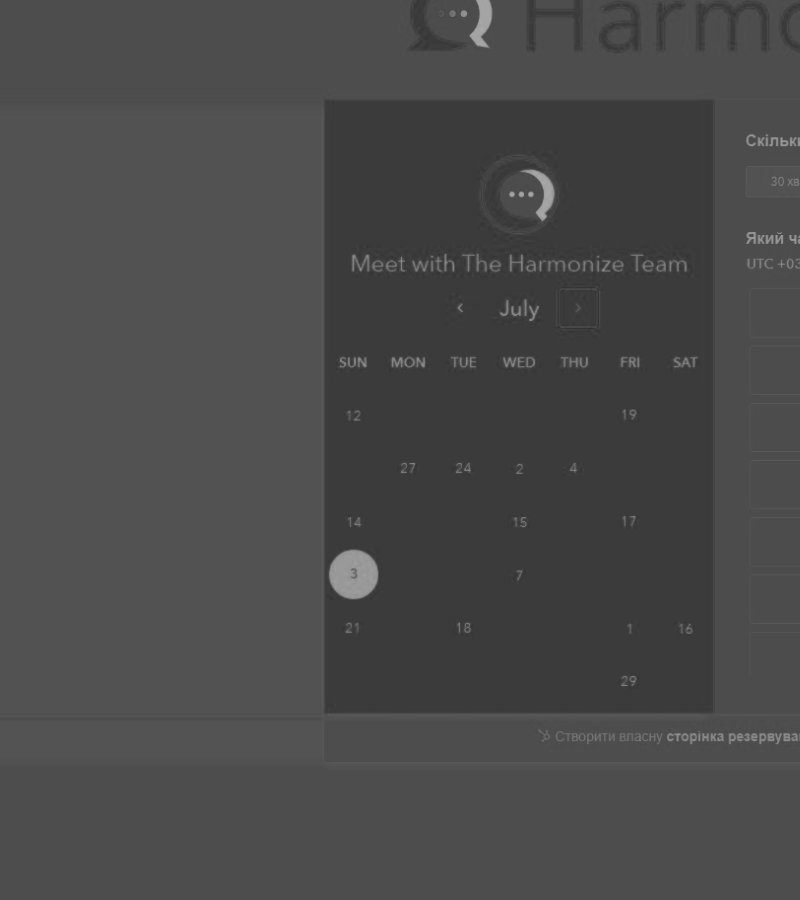 Harmo
Meet with The Harmonize Team
July
SUN MON TUE WED THU FRI SAT
12 19
27 24 2 4
14 15 17
3 7
21 18 1 16
29
Скільки
30 хв
Який ча
UTC +03
Створити власну сторінка резервува